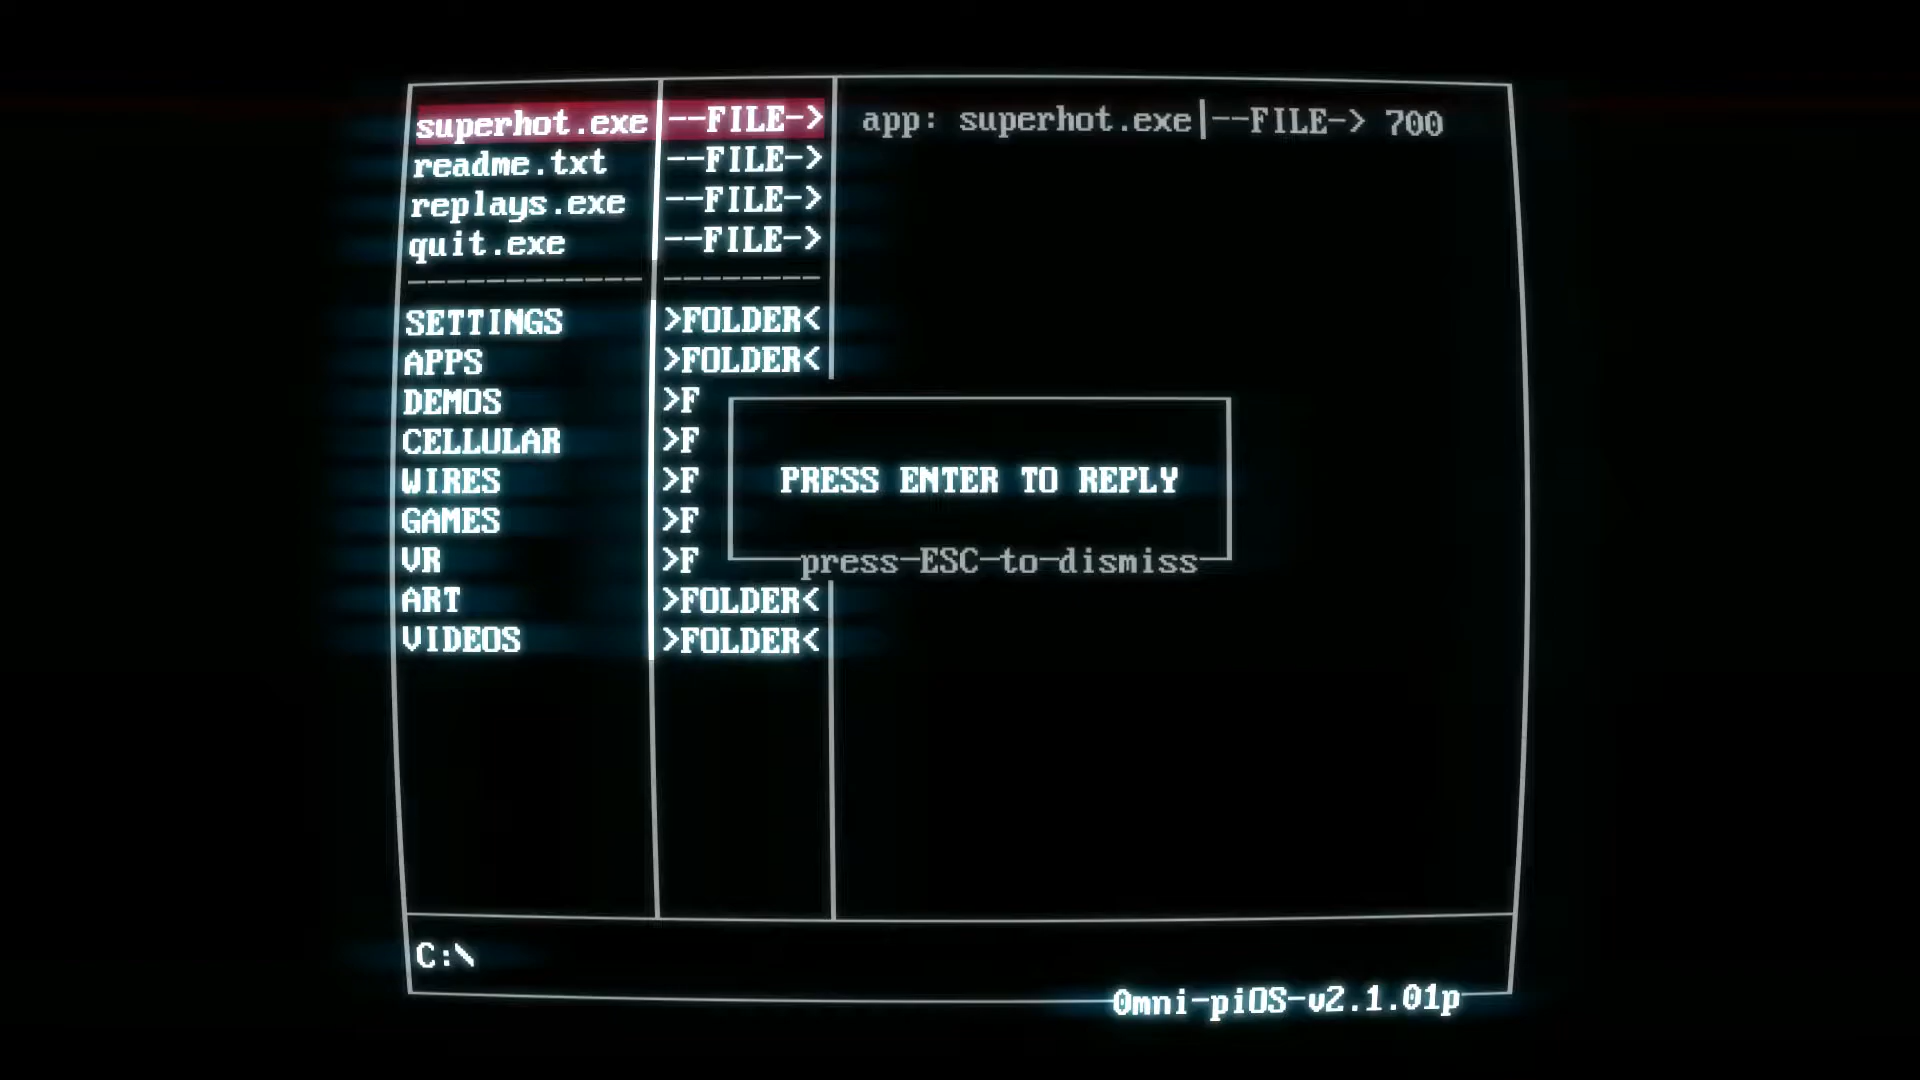 superhot.exe|--FILE-> app: superhot.exe|--FILE-> 700
readme.txt --FILE->
replays.exe --FILE->
quit.exe --FILE->
SETTINGS >FOLDER<
APPS >FOLDER<
DEMOS >F
CELLULAR >F
WIRES >F
GAMES >F
VR >F
ART >FOLDER<
VIDEOS >FOLDER<
PRESS ENTER TO REPLY
press-ESC-to-dismiss
C:\
0mni-piOS-v2.1.01p